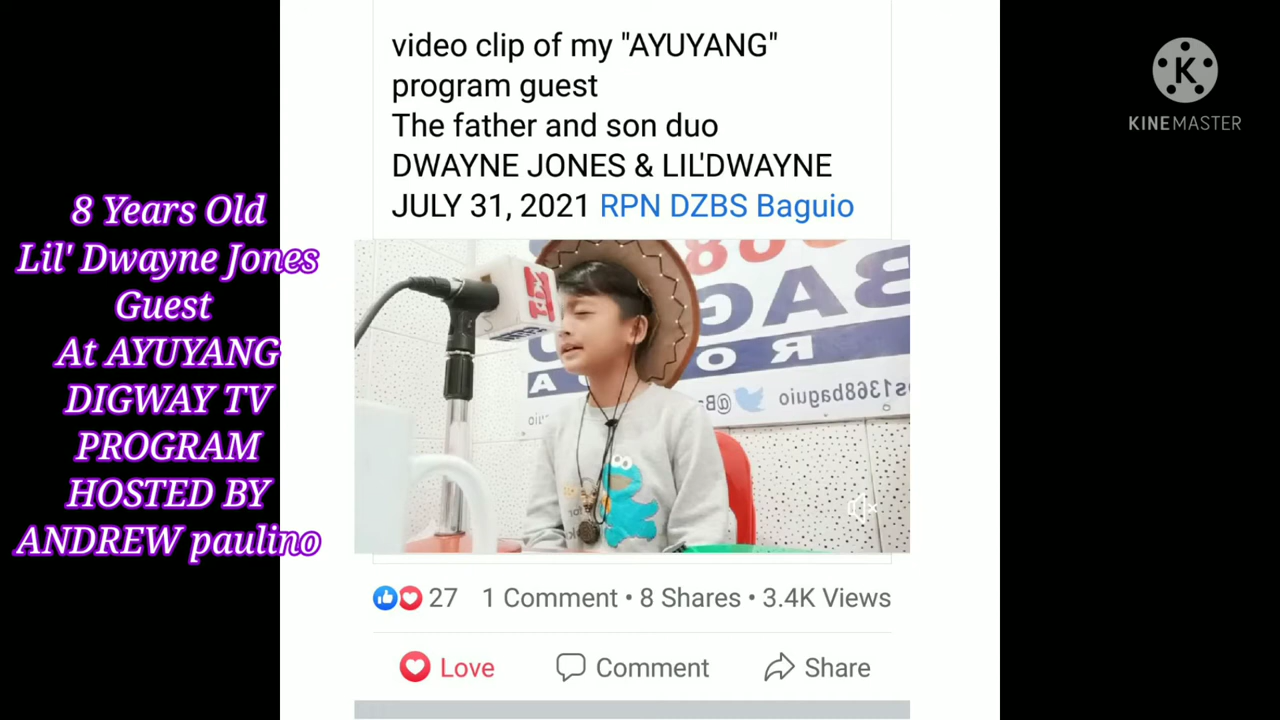 video clip of my "AYUYANG"
program guest
The father and son duo
DWAYNE JONES & LIL'DWAYNE
JULY 31, 2021 RPN DZBS Baguio
K
KINEMASTER
8 Years Old
Lil' Dwayne Jones
Guest
At AYUYANG
DIGWAY TV
PROGRAM
HOSTED BY
ANDREW paulino
BAG
s1368baguio
27 1 Comment • 8 Shares • 3.4K Views
Love Comment Share